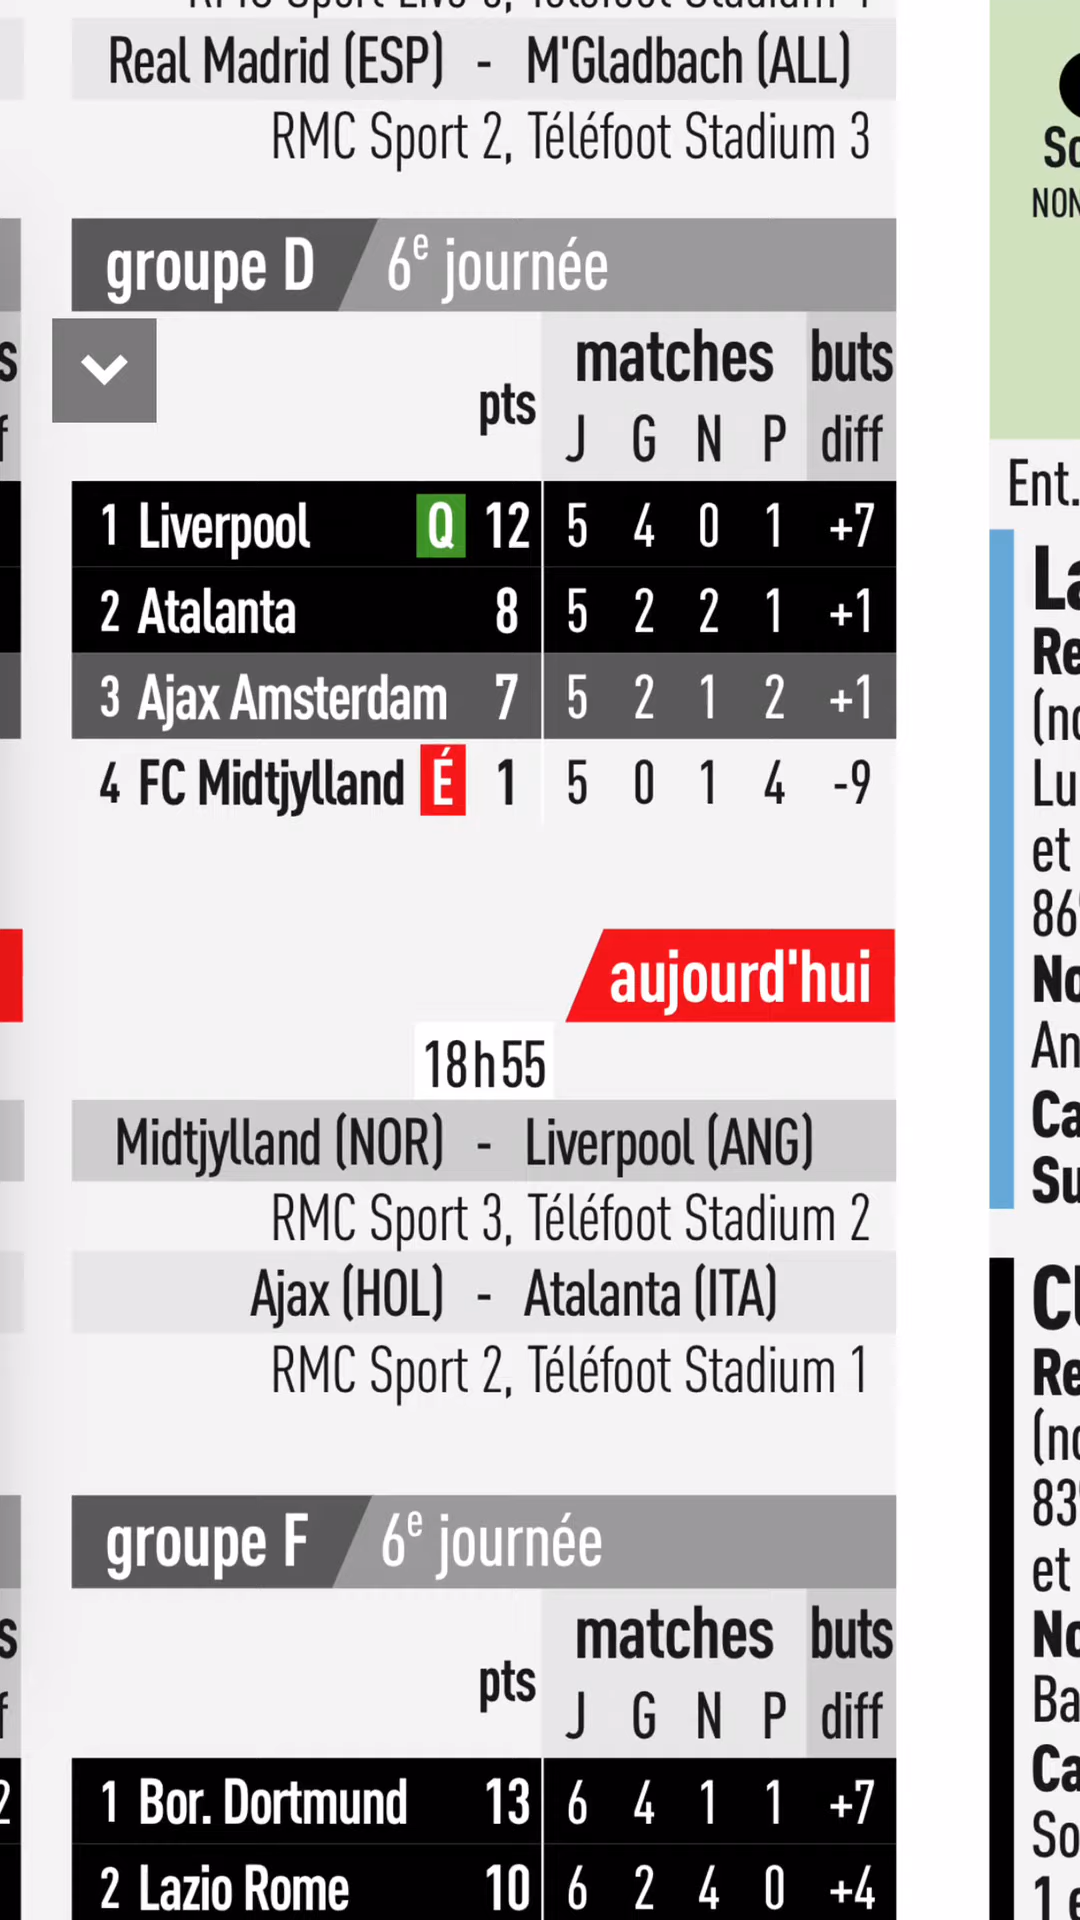 Real Madrid (ESP) - M'Gladbach (ALL)
RMC Sport 2, Téléfoot Stadium 3
groupe D 6e journée
matches buts
pts J G N P diff
1 Liverpool Q 12 5 4 0 1 +7
2 Atalanta 8 5 2 2 1 +1
3 Ajax Amsterdam 7 5 2 1 2 +1
4 FC Midtjylland É 1 5 0 1 4 -9
aujourd'hui
18h55
Midtjylland (NOR) - Liverpool (ANG)
RMC Sport 3, Téléfoot Stadium 2
Ajax (HOL) - Atalanta (ITA)
RMC Sport 2, Téléfoot Stadium 1
groupe F 6e journée
matches buts
pts J G N P diff
1 Bor. Dortmund 13 6 4 1 1 +7
2 Lazio Rome 10 6 2 4 0 +4
Ent.
et
et